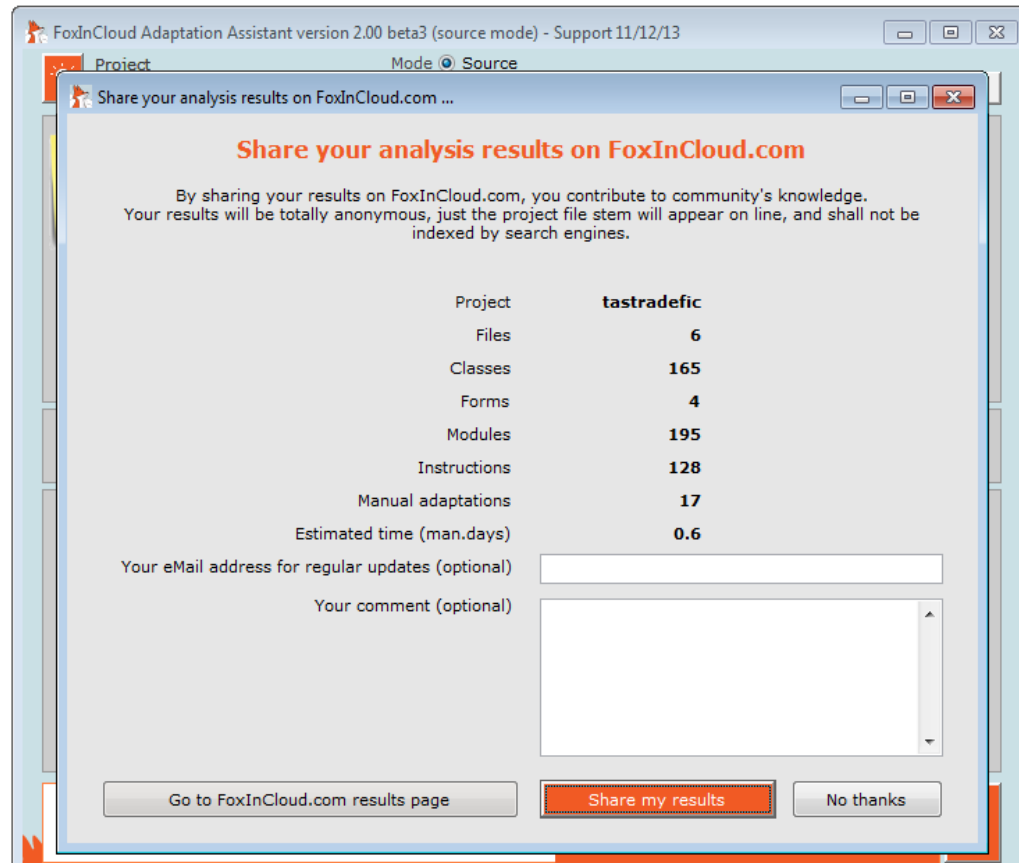 FoxInCloud Adaptation Assistant version 2.00 beta3 (source mode) - Support 11/12/13
Project Mode Source
Share your analysis results on FoxInCloud.com ...
Share your analysis results on FoxInCloud.com
By sharing your results on FoxInCloud.com, you contribute to community's knowledge.
Your results will be totally anonymous, just the project file stem will appear on line, and shall not be
indexed by search engines.
Project tastradefic
Files 6
Classes 165
Forms 4
Modules 195
Instructions 128
Manual adaptations 17
Estimated time (man.days) 0.6
Your eMail address for regular updates (optional)
Your comment (optional)
Go to FoxInCloud.com results page Share my results No thanks